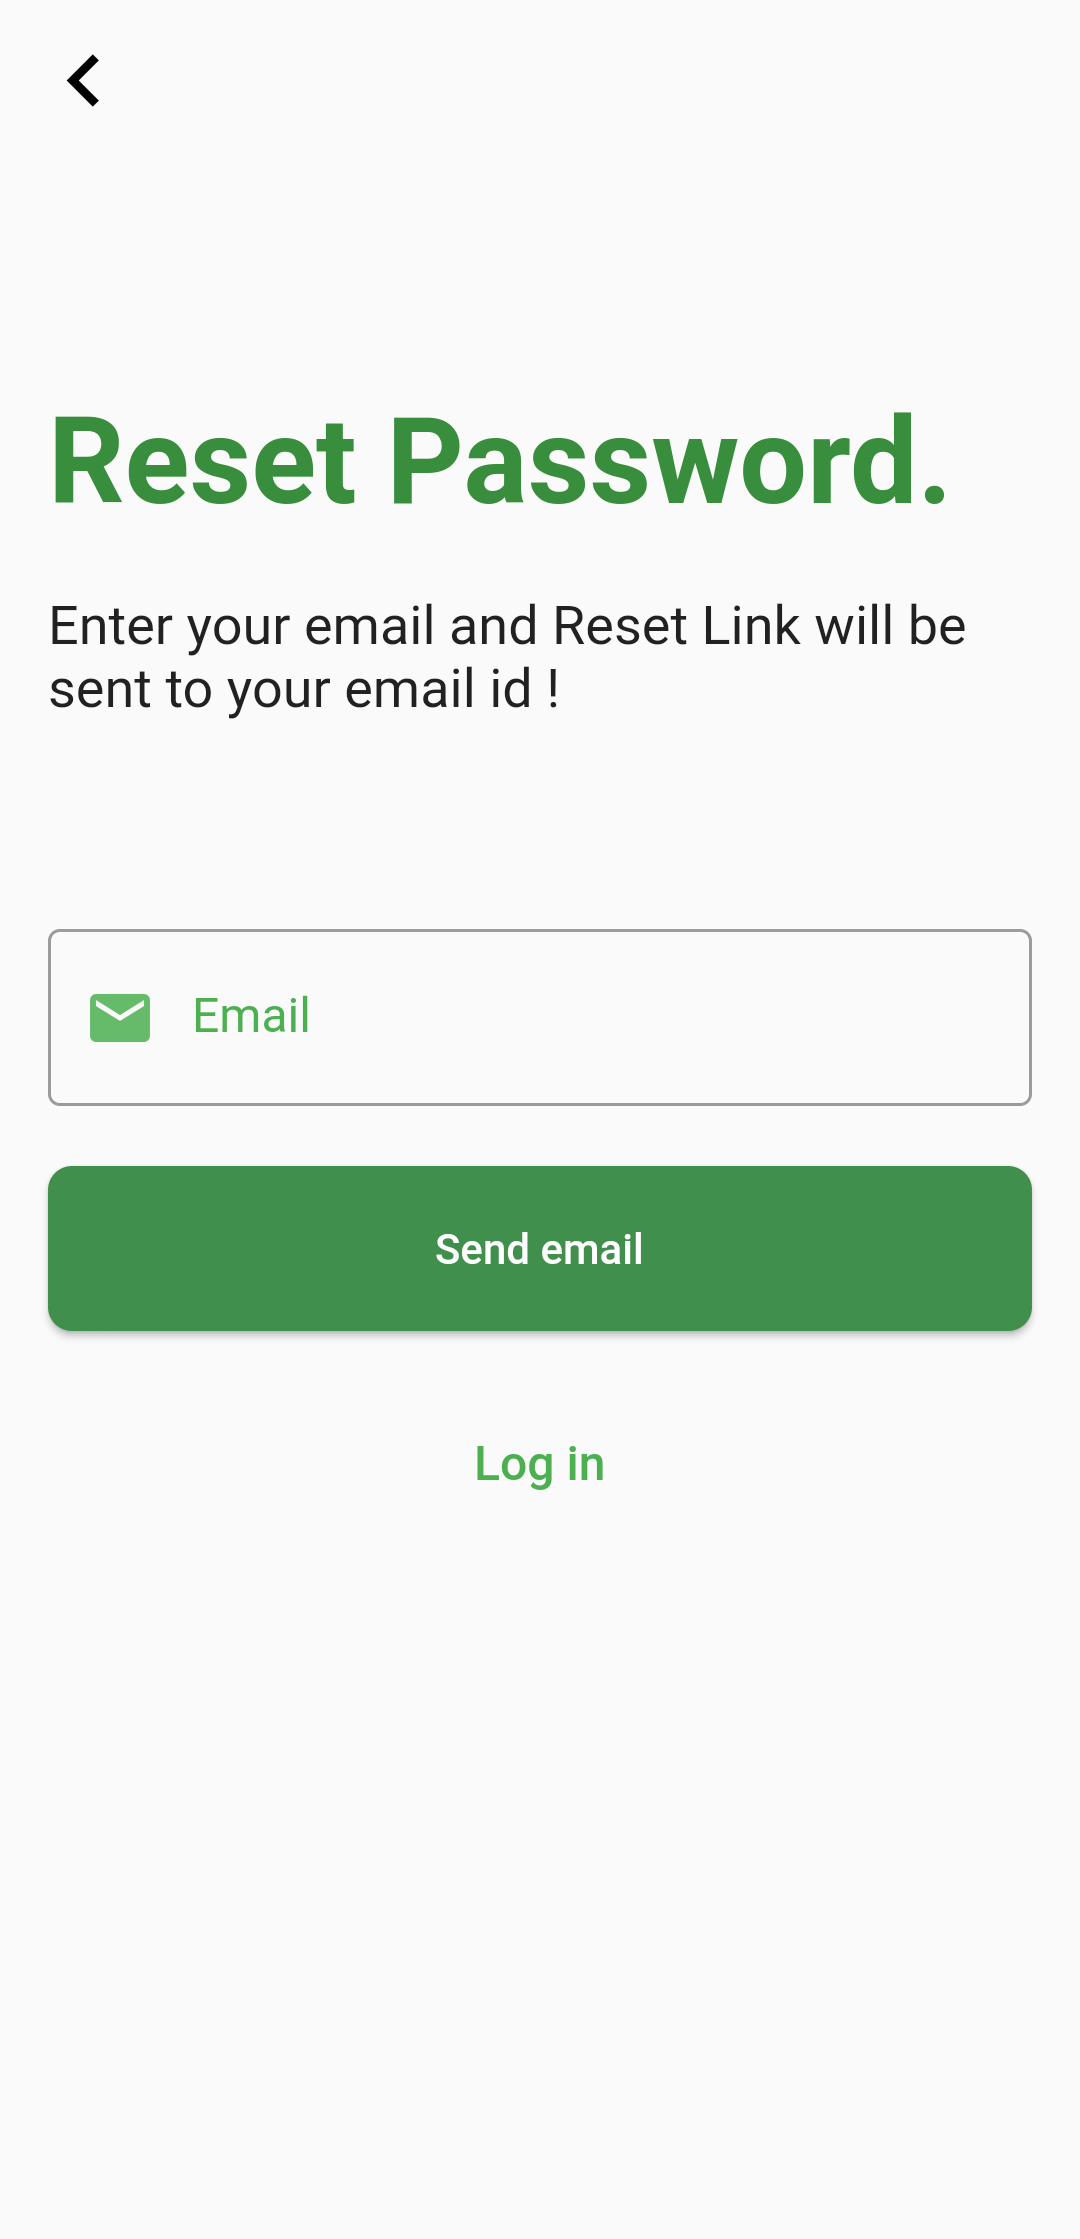 Reset Password.
Enter your email and Reset Link will be
sent to your email id !
Email
Send email
Log in